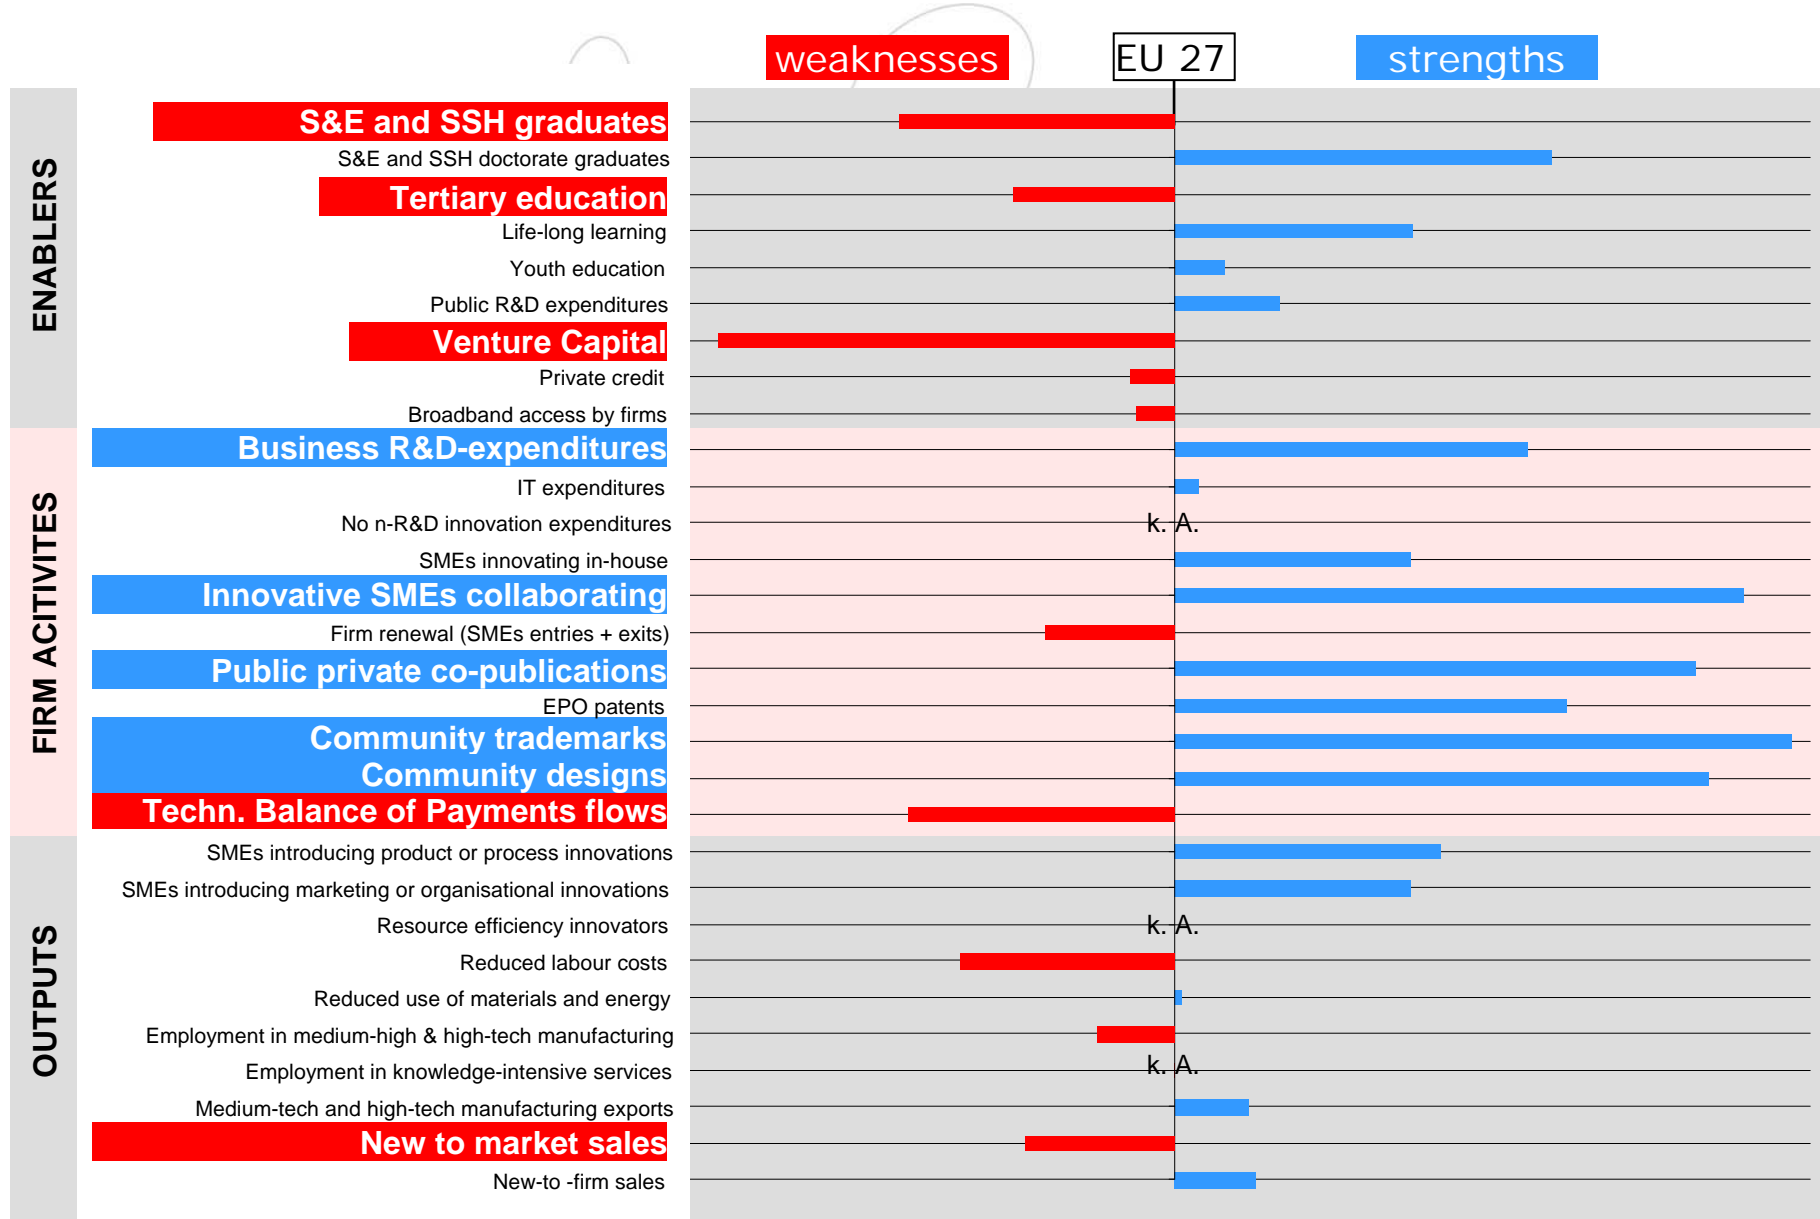 weaknesses
EU 27
strengths
ENABLERS
S&E and SSH graduates
S&E and SSH doctorate graduates
Tertiary education
Life-long learning
Youth education
Public R&D expenditures
Venture Capital
Private credit
Broadband access by firms
FIRM ACITIVITES
Business R&D-expenditures
IT expenditures
No n-R&D innovation expenditures
k. A.
SMEs innovating in-house
Innovative SMEs collaborating
Firm renewal (SMEs entries + exits)
Public private co-publications
EPO patents
Community trademarks
Community designs
Techn. Balance of Payments flows
OUTPUTS
SMEs introducing product or process innovations
SMEs introducing marketing or organisational innovations
Resource efficiency innovators
k. A.
Reduced labour costs
Reduced use of materials and energy
Employment in medium-high & high-tech manufacturing
Employment in knowledge-intensive services
k. A.
Medium-tech and high-tech manufacturing exports
New to market sales
New-to -firm sales